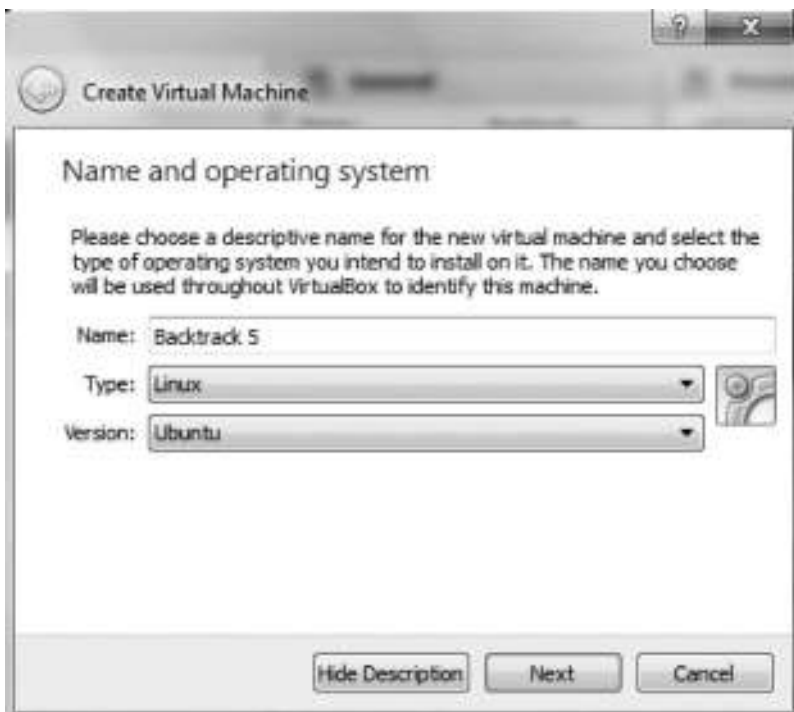 ?
X
Create Virtual Machine
Name and operating system
Please choose a descriptive name for the new virtual machine and select the
type of operating system you intend to install on it. The name you choose
will be used throughout VirtualBox to identify this machine.
Name: Backtrack 5
Type: Linux
Version: Ubuntu
Hide Description Next Cancel